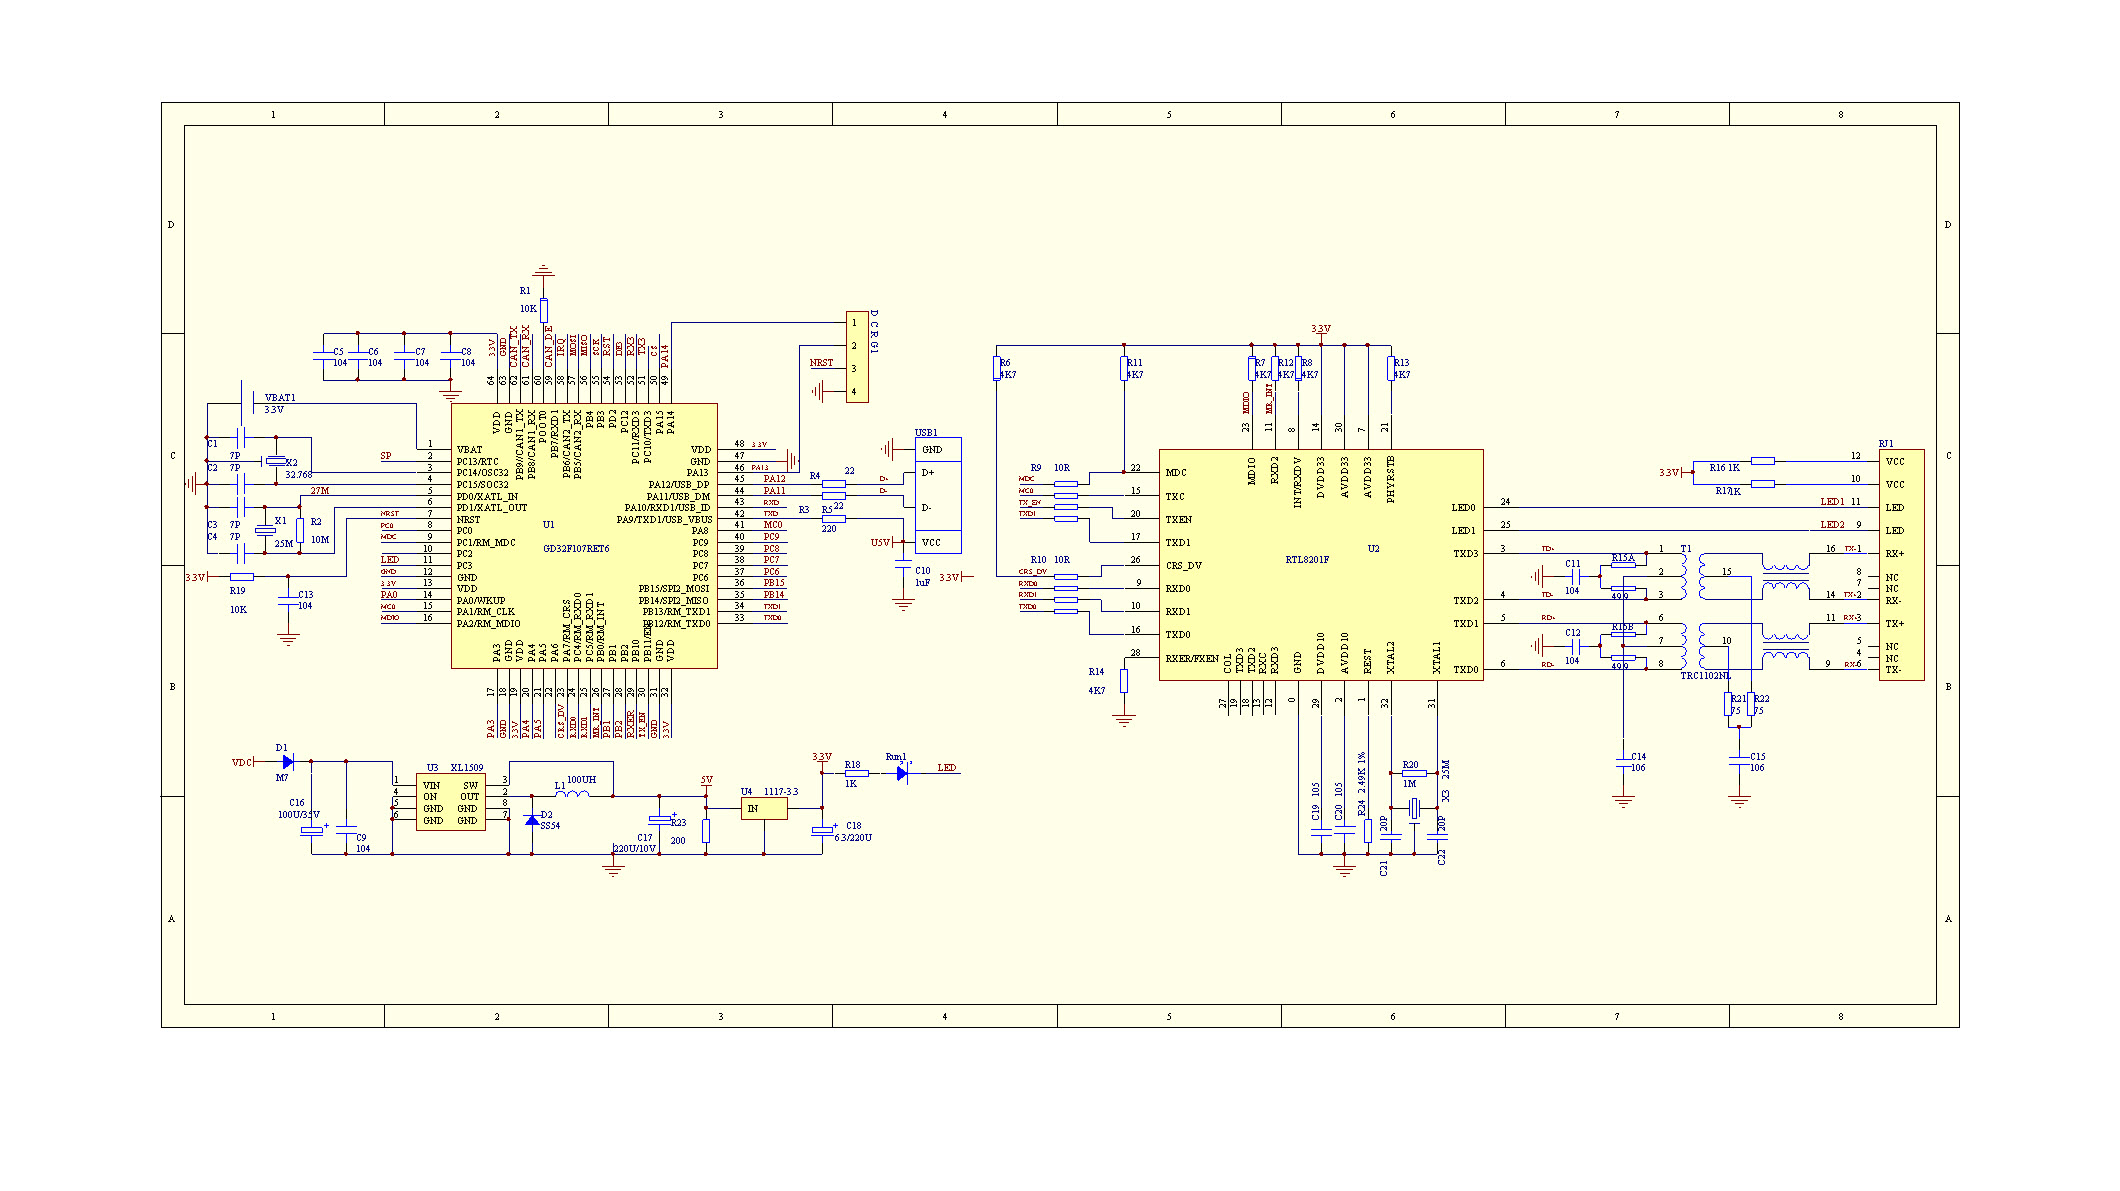 1 2 3 4 5 6 7 8
D D
C C
B B
A A
R1
10K
C5
104
C6
104
C7
104
C8
104
3.3V
GND
CAN_TX
CAN_RX
CAN_DE
IRQ
MOSI
MISO
SCK
RST
DE3
RX3
TX3
CS
PA14
64 63 62 61 60 59 58 57 56 55 54 53 52 51 50 49
VDD
GND
PB9//CAN1_TX
PB8/CAN1_RX
POOT0
PB7/RXD1
PB6/CAN2_TX
PB5/CAN2_RX
PB4
PB3
PD2
PC12
PC11/RXD3
PC10/TXD3
PA15
PA14
VBAT1
3.3V
C1
7P
C2
7P
X2
32.768
27M
C3
7P
C4
7P
X1
25M
R2
10M
3.3V
R19
10K
C13
104
SP
NRST
PC0
MDC
LED
GND
3.3V
PA0
MC0
MDIO
1 VBAT
2 PC13/RTC
3 PC14/OSC32
4 PC15/SOC32
5 PD0/XATL_IN
6 PD1/XATL_OUT
7 NRST
8 PC0
9 PC1/RM_MDC
10 PC2
11 PC3
12 GND
13 VDD
14 PA0/WKUP
15 PA1/RM_CLK
16 PA2/RM_MDIO
U1
GD32F107RET6
VDD 48 3.3V
GND 47
PA13 46 PA13
PA12/USB_DP 45 PA12
PA11/USB_DM 44 PA11
PA10/RXD1/USB_ID 43 RXD
PA9/TXD1/USB_VBUS 42 TXD
PA8 41 MC0
PC9 40 PC9
PC8 39 PC8
PC7 38 PC7
PC6 37 PC6
PB15/SPI2_MOSI 36 PB15
PB14/SPI2_MISO 35 PB14
PB13/RM_TXD1 34 TXD1
PB12/RM_TXD0 33 TXD0
PA3
GND
VDD
PA4
PA5
PA6
PA7/RM_CRS
PC4/RM_RXD0
PC5/RM_RXD1
PB0/RM_INT
PB1
PB2
PB10
GND
VDD
17 18 19 20 21 22 23 24 25 26 27 28 29 30 31 32
PA3
GND
3.3V
PA4
PA5
CRS_DV
RXD0
RXD1
MR_INT
PB1
PB2
RXER
TX_EN
GND
3.3V
DCRG1
1
2
NRST 3
4
R4 22
R5 22
R3
220
D+
D-
USB1
GND
D+
D-
VCC
U5V
C10
1uF
3.3V
VDC
D1
M7
C16
100U/35V
C9
104
U3 XL1509
1 VIN SW 3
4 ON OUT 2
5 GND GND 8
6 GND GND 7
L1 100UH
D2
SS54
C17
220U/10V
R23
200
5V
U4 1117-3.3
IN
3.3V
C18
6.3/220U
R18
1K
Run1
LED
3.3V
R6
4K7
R11
4K7
R7
4K7
R12
4K7
R8
4K7
R13
4K7
MDIO
MR_INT
23 11 8 14 30 7 21
MDIO
RXD2
INT/RXDV
DVDD33
AVDD33
AVDD33
PHYRSTB
R9 10R
MDC
MC0
TX_EN
TXD1
R10 10R
CRS_DV
RXD0
RXD1
TXD0
R14
4K7
22 MDC
15 TXC
20 TXEN
17 TXD1
26 CRS_DV
9 RXD0
10 RXD1
16 TXD0
28 RXER/FXEN
U2
RTL8201F
LED0 24
LED1 25
TXD3 3
TXD2 4
TXD1 5
TXD0 6
COL
TXD3
TXD2
RXC
RXD3
GND
DVDD10
AVDD10
REST
XTAL2
XTAL1
27 19 18 13 12 0 29 2 1 32 31
C19 105
C20 105
R24 2.49K 1%
R20
1M
25M
X3
20P
C21
20P
C22
TD+
TD-
RD+
RD-
C11
104
R15A
49.9
C12
104
R15B
49.9
T1
TRC1102NL
1 2 3 6 7 8
15
10
16 14 11 9
R21
75
R22
75
C14
106
C15
106
3.3V
R16 1K
R17 1K
LED1
LED2
RJ1
12 VCC
10 VCC
11 LED
9 LED
TX+ 1 RX+
8 NC
7 NC
TX- 2 RX-
RX+ 3 TX+
5 NC
4 NC
RX- 6 TX-
1 2 3 4 5 6 7 8